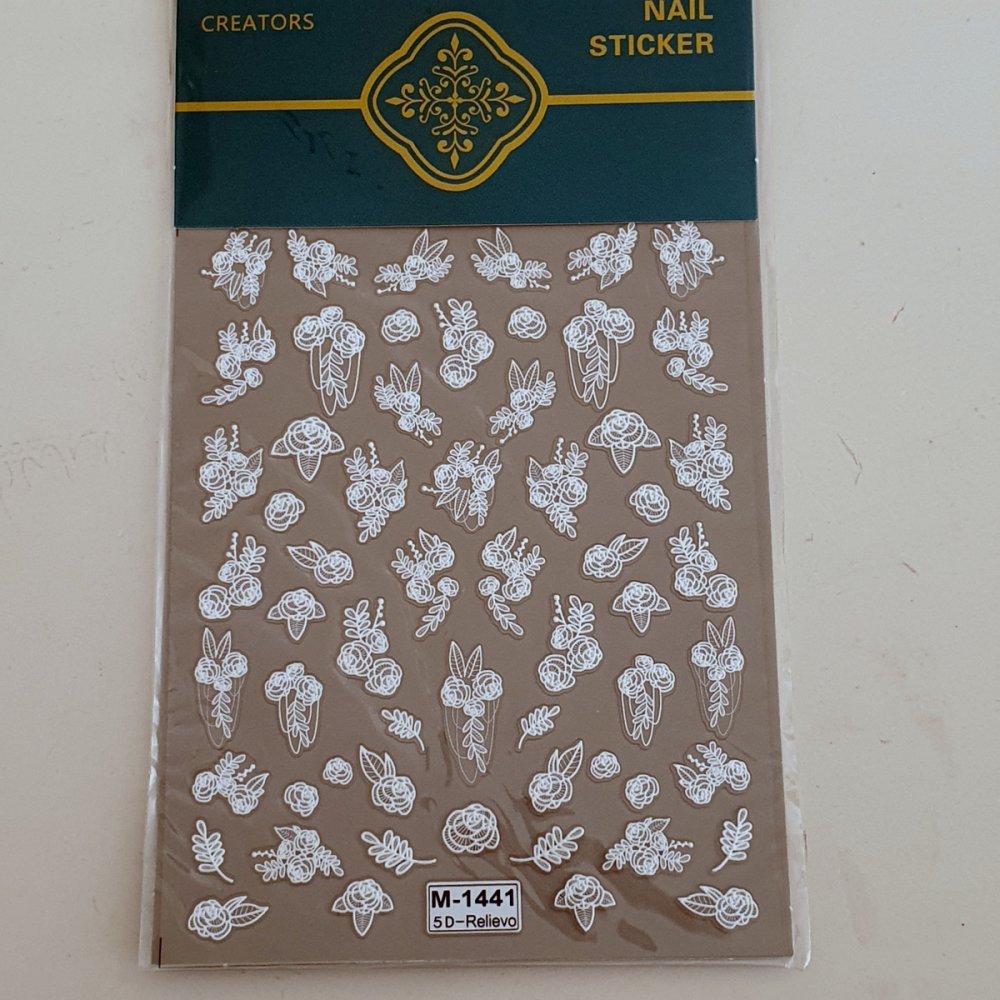 CREATORS
NAIL
STICKER
M-1441
5D-Relievo